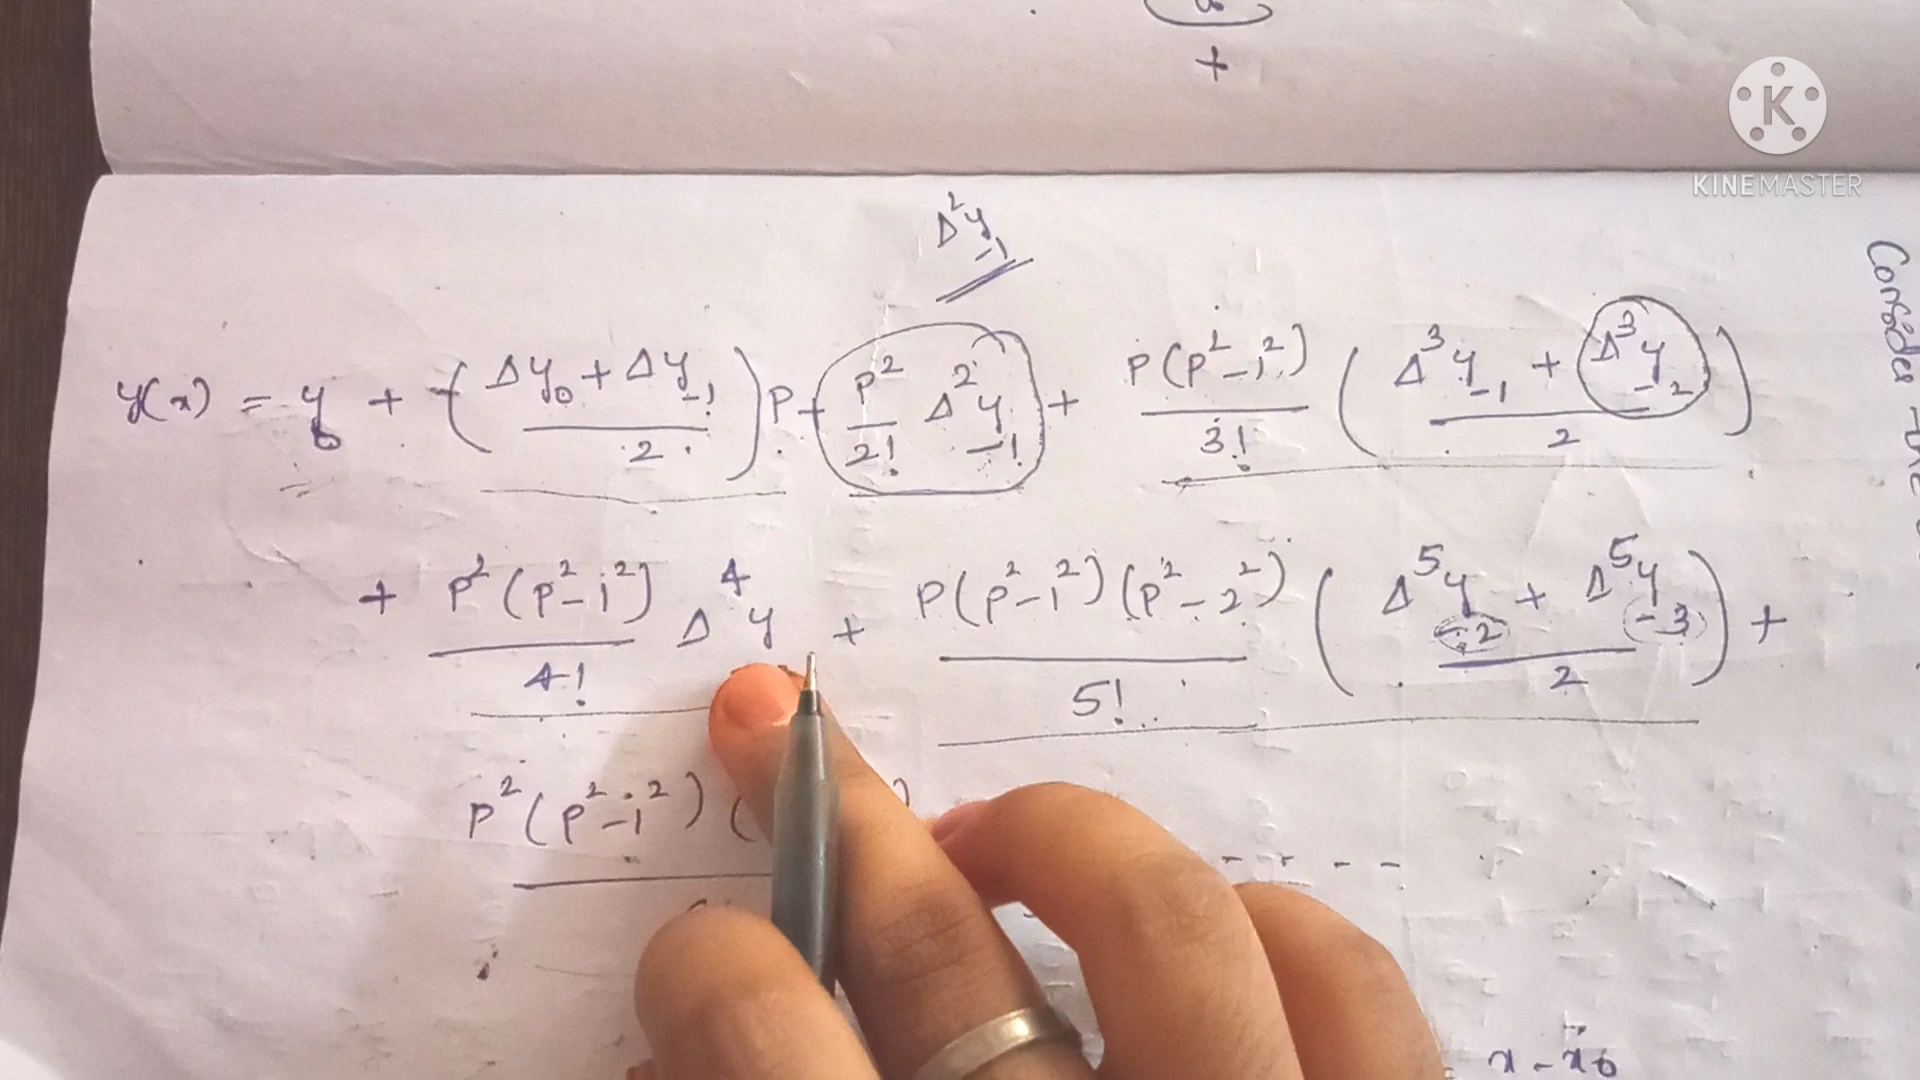 +
KINEMASTER
Δ²y₋₁
y(x) = y₀ + (Δy₀ + Δy₋₁ / 2) P + P²/2! Δ²y₋₁ + P(P²-1²)/3! (Δ³y₋₁ + Δ³y₋₂ / 2)
+ P²(P²-1²)/4! Δ⁴y + P(P²-1²)(P²-2²)/5! (Δ⁵y₋₂ + Δ⁵y₋₃ / 2) +
P²(P²-1²)( ) - - - -
x - x₀
Consider